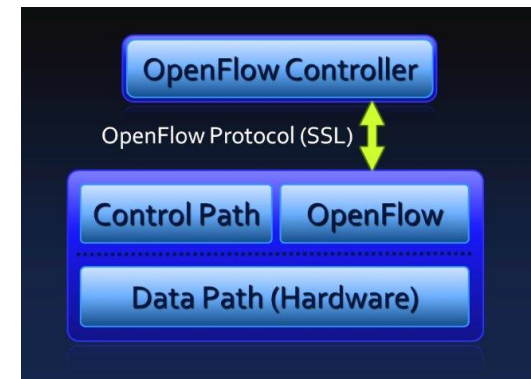 OpenFlow Controller
OpenFlow Protocol (SSL)
Control Path
OpenFlow
Data Path (Hardware)